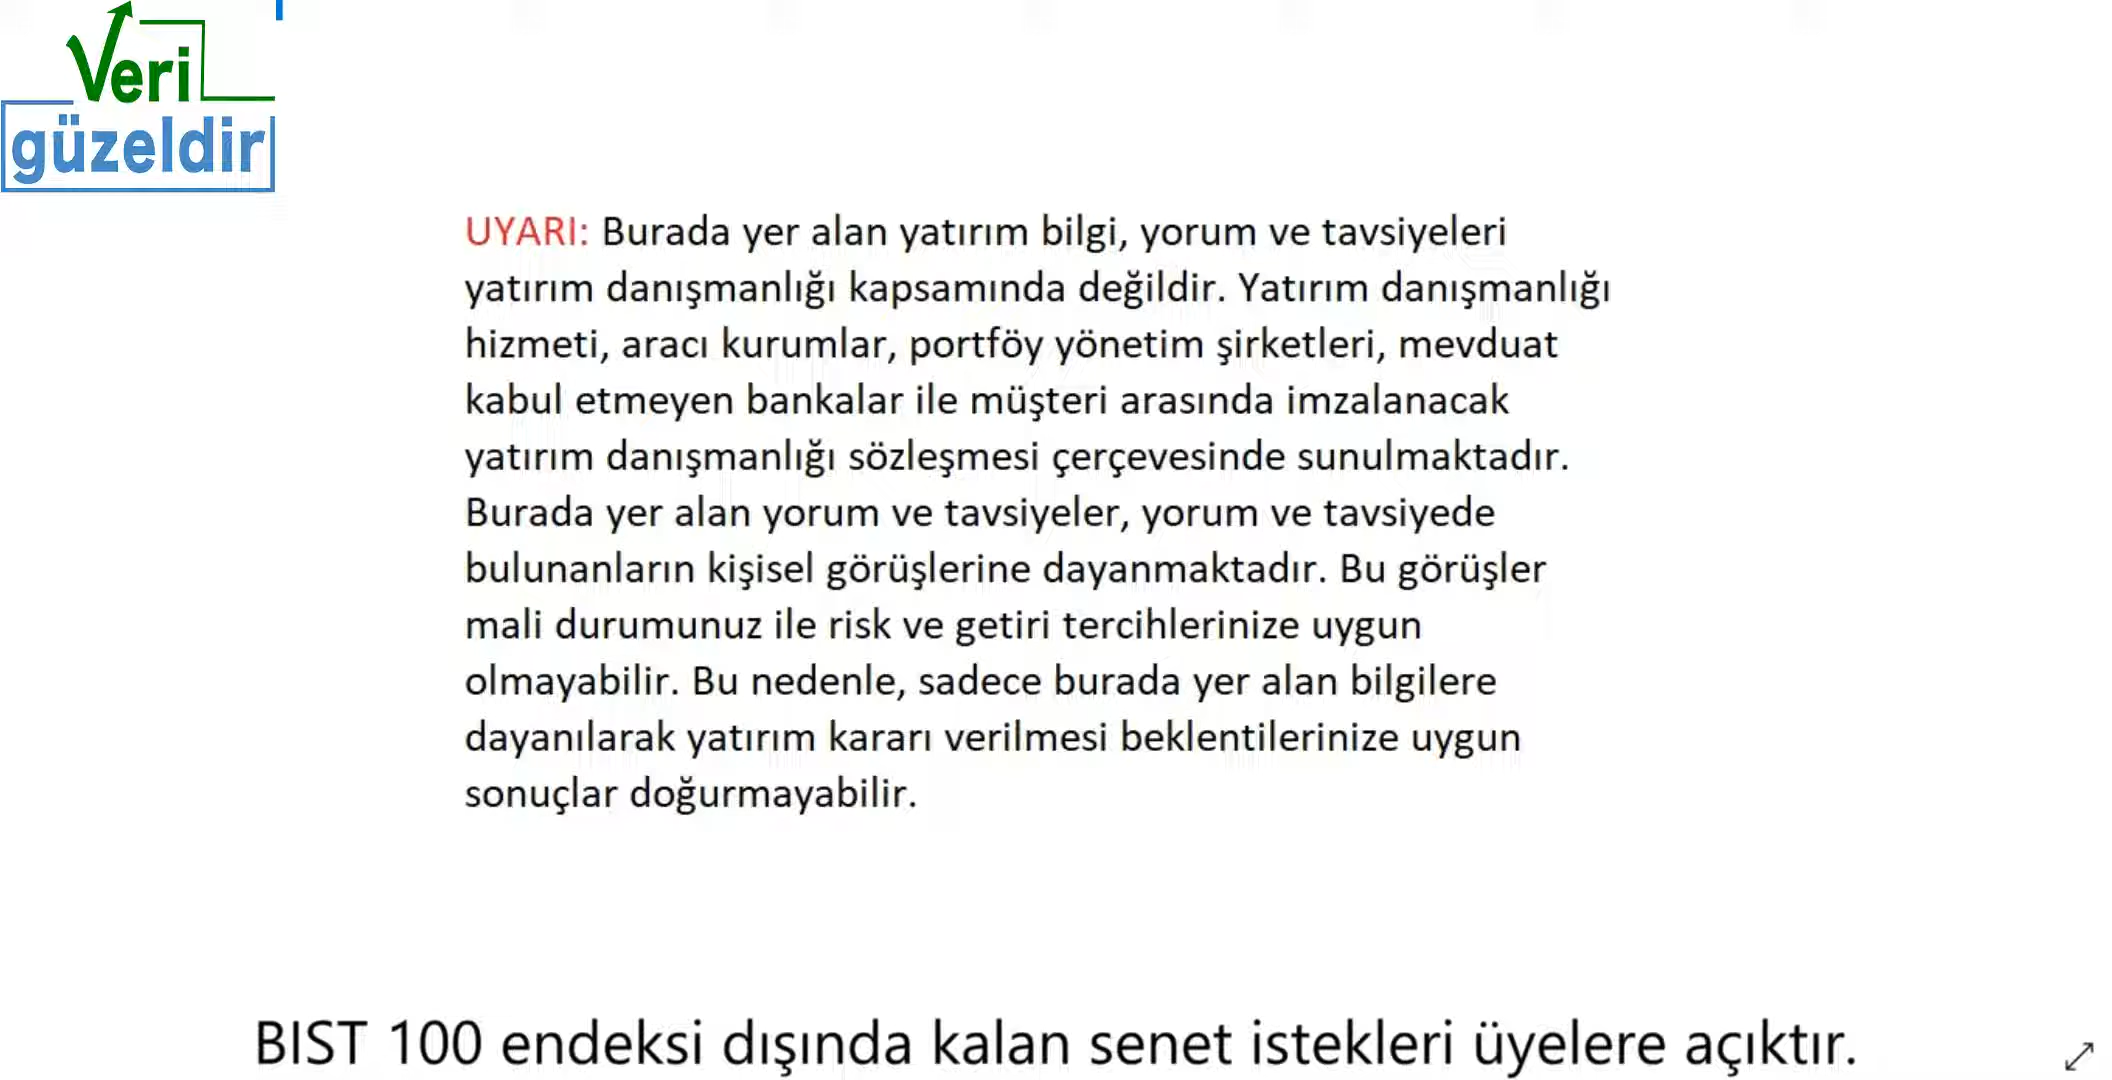 Veri
güzeldir
UYARI: Burada yer alan yatırım bilgi, yorum ve tavsiyeleri
yatırım danışmanlığı kapsamında değildir. Yatırım danışmanlığı
hizmeti, aracı kurumlar, portföy yönetim şirketleri, mevduat
kabul etmeyen bankalar ile müşteri arasında imzalanacak
yatırım danışmanlığı sözleşmesi çerçevesinde sunulmaktadır.
Burada yer alan yorum ve tavsiyeler, yorum ve tavsiyede
bulunanların kişisel görüşlerine dayanmaktadır. Bu görüşler
mali durumunuz ile risk ve getiri tercihlerinize uygun
olmayabilir. Bu nedenle, sadece burada yer alan bilgilere
dayanılarak yatırım kararı verilmesi beklentilerinize uygun
sonuçlar doğurmayabilir.
BIST 100 endeksi dışında kalan senet istekleri üyelere açıktır.